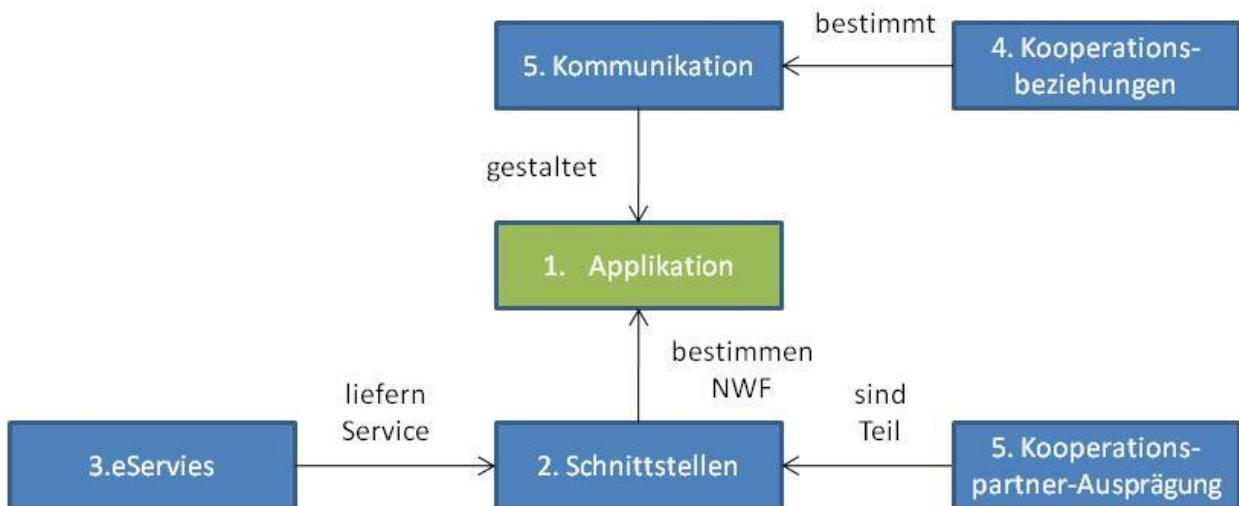 bestimmt
5. Kommunikation
4. Kooperations-
beziehungen
gestaltet
1. Applikation
bestimmen
NWF
liefern
Service
sind
Teil
3.eServies
2. Schnittstellen
5. Kooperations-
partner-Ausprägung